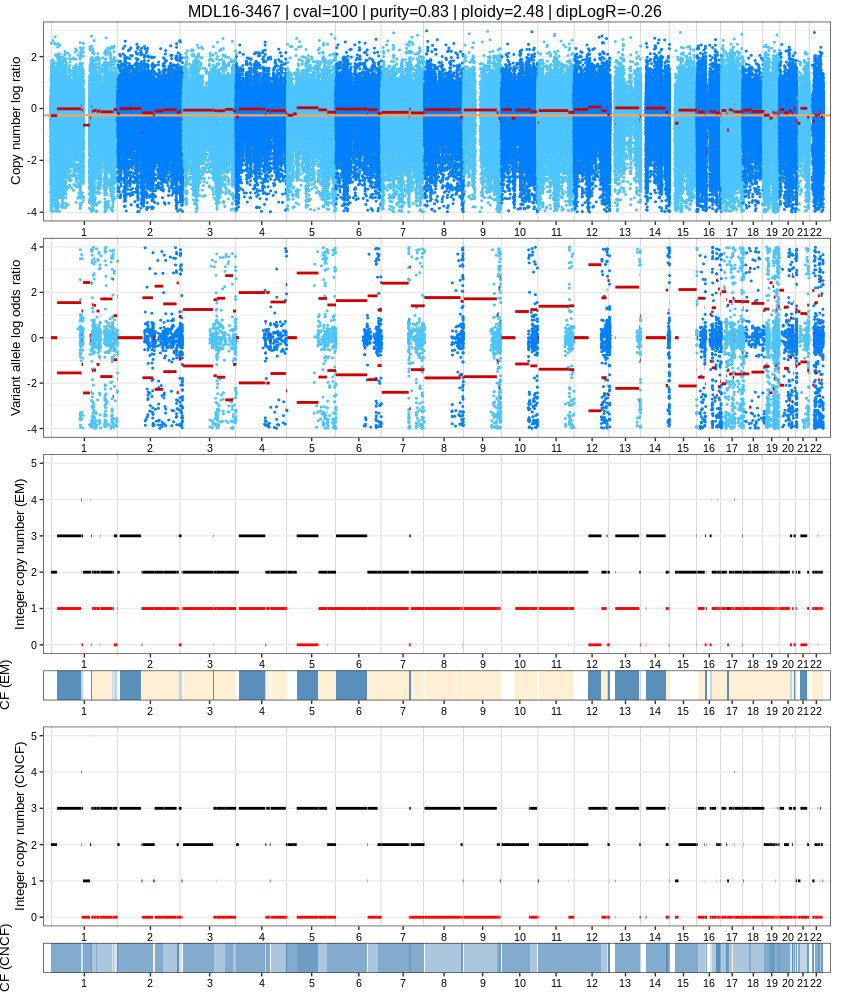 MDL16-3467 | cval=100 | purity=0.83 | ploidy=2.48 | dipLogR=-0.26
Copy number log ratio
2
0
-2
-4
1 2 3 4 5 6 7 8 9 10 11 12 13 14 15 16 17 18 19 20 21 22
Variant allele log odds ratio
4
2
0
-2
-4
1 2 3 4 5 6 7 8 9 10 11 12 13 14 15 16 17 18 19 20 21 22
Integer copy number (EM)
5
4
3
2
1
0
1 2 3 4 5 6 7 8 9 10 11 12 13 14 15 16 17 18 19 20 21 22
CF (EM)
1 2 3 4 5 6 7 8 9 10 11 12 13 14 15 16 17 18 19 20 21 22
Integer copy number (CNCF)
5
4
3
2
1
0
1 2 3 4 5 6 7 8 9 10 11 12 13 14 15 16 17 18 19 20 21 22
CF (CNCF)
1 2 3 4 5 6 7 8 9 10 11 12 13 14 15 16 17 18 19 20 21 22